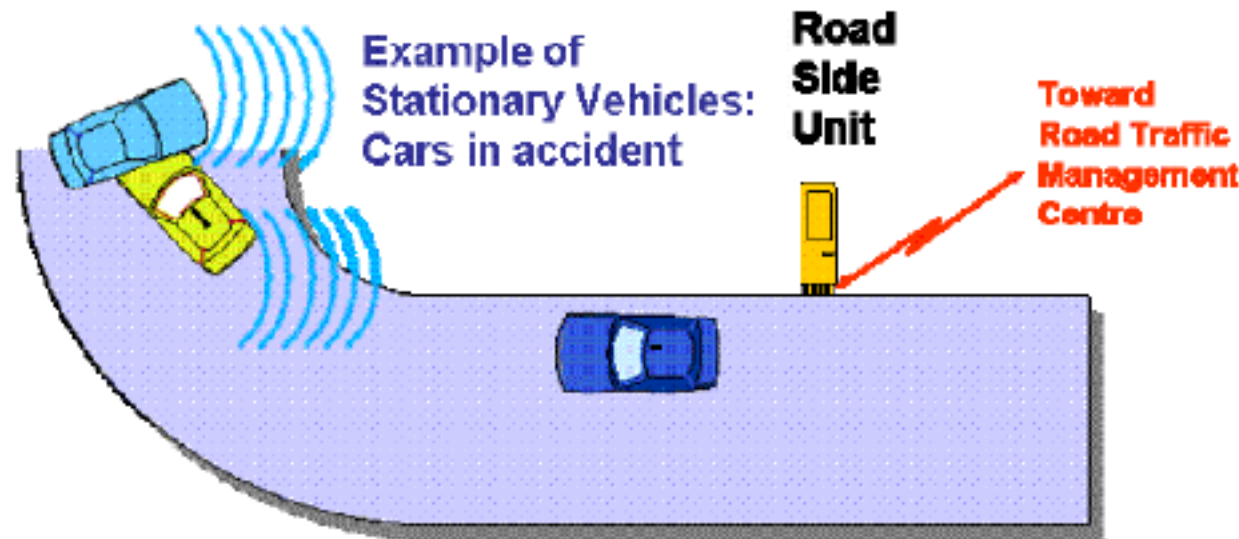 Example of
Stationary Vehicles:
Cars in accident
Road
Side
Unit
Toward
Road Traffic
Management
Centre